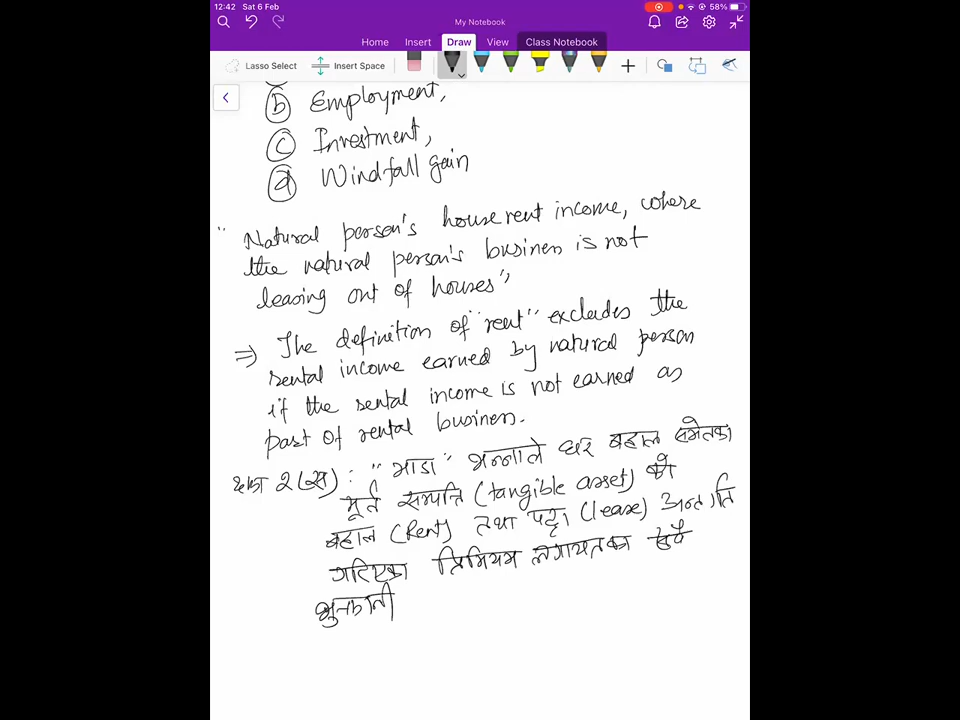 12:42 Sat 6 Feb
58%
My Notebook
Home Insert Draw View Class Notebook
Lasso Select Insert Space
b Employment,
c Investment,
d Windfall gain
"Natural person's house rent income, where
the natural person's business is not
leasing out of houses"
⇒ The definition of "rent" excludes the
rental income earned by natural person
if the rental income is not earned as
part of rental business.
दफा २(स): "भाडा" भन्नाले घर बहाल समेतका
मूर्त सम्पत्ति (tangible asset) को
बहाल (Rent) तथा पट्टा (lease) अन्तर्गत
गरिएका प्रिमियम लगायतका सबै
भुक्तानी